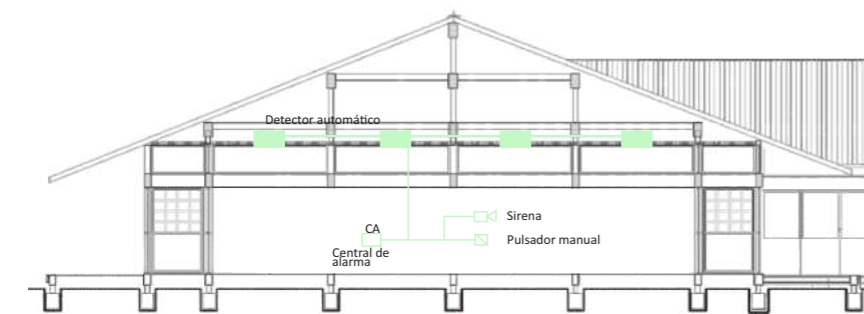 Detector automático
Sirena
CA
Pulsador manual
Central de
alarma